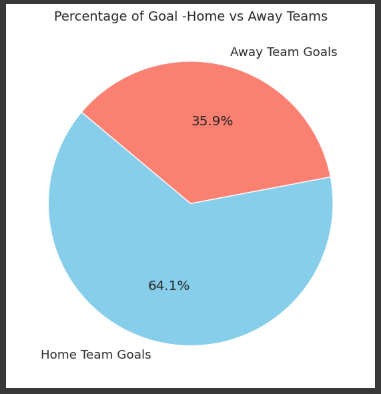 Percentage of Goal -Home vs Away Teams
Away Team Goals
35.9%
64.1%
Home Team Goals